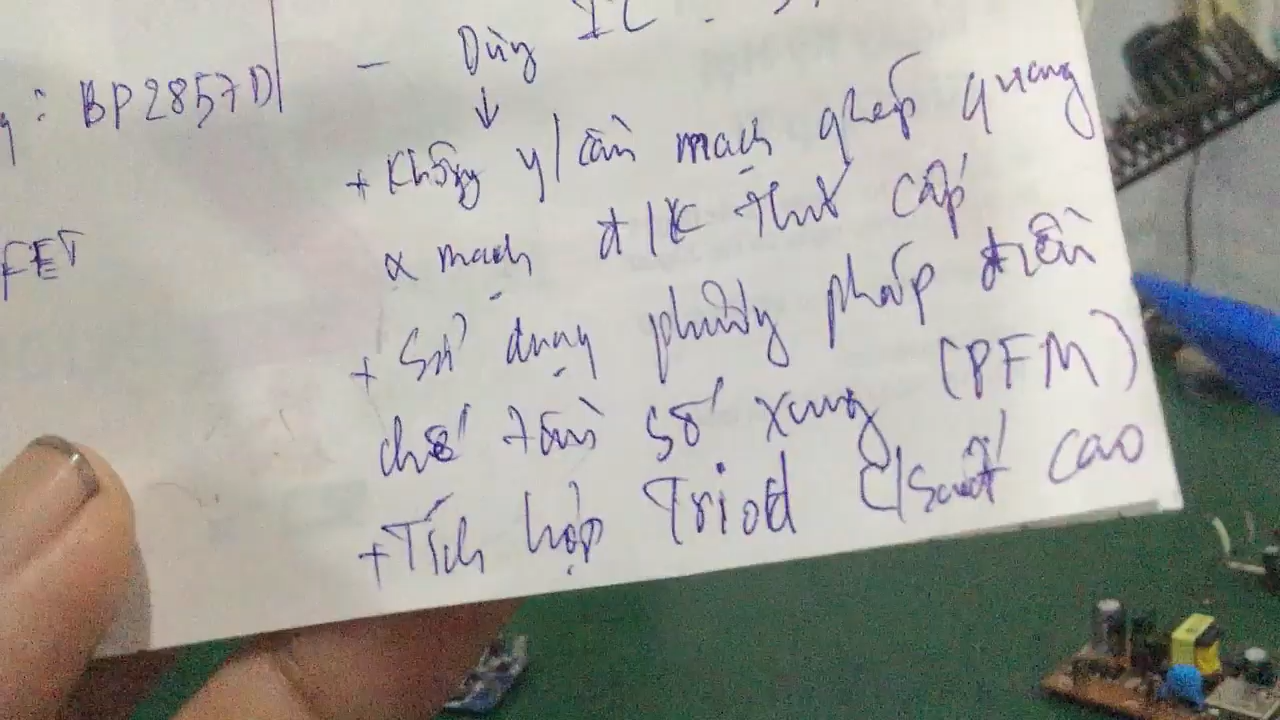 - Dùng IC :
: BP2857D
↓
+ Không y/cần mạch ghép quang
FET
α mạch đ/k thứ cấp
+ Sử dụng phương pháp điều
chế tần số xung (PFM)
+ Tích hợp Triod C/suất cao